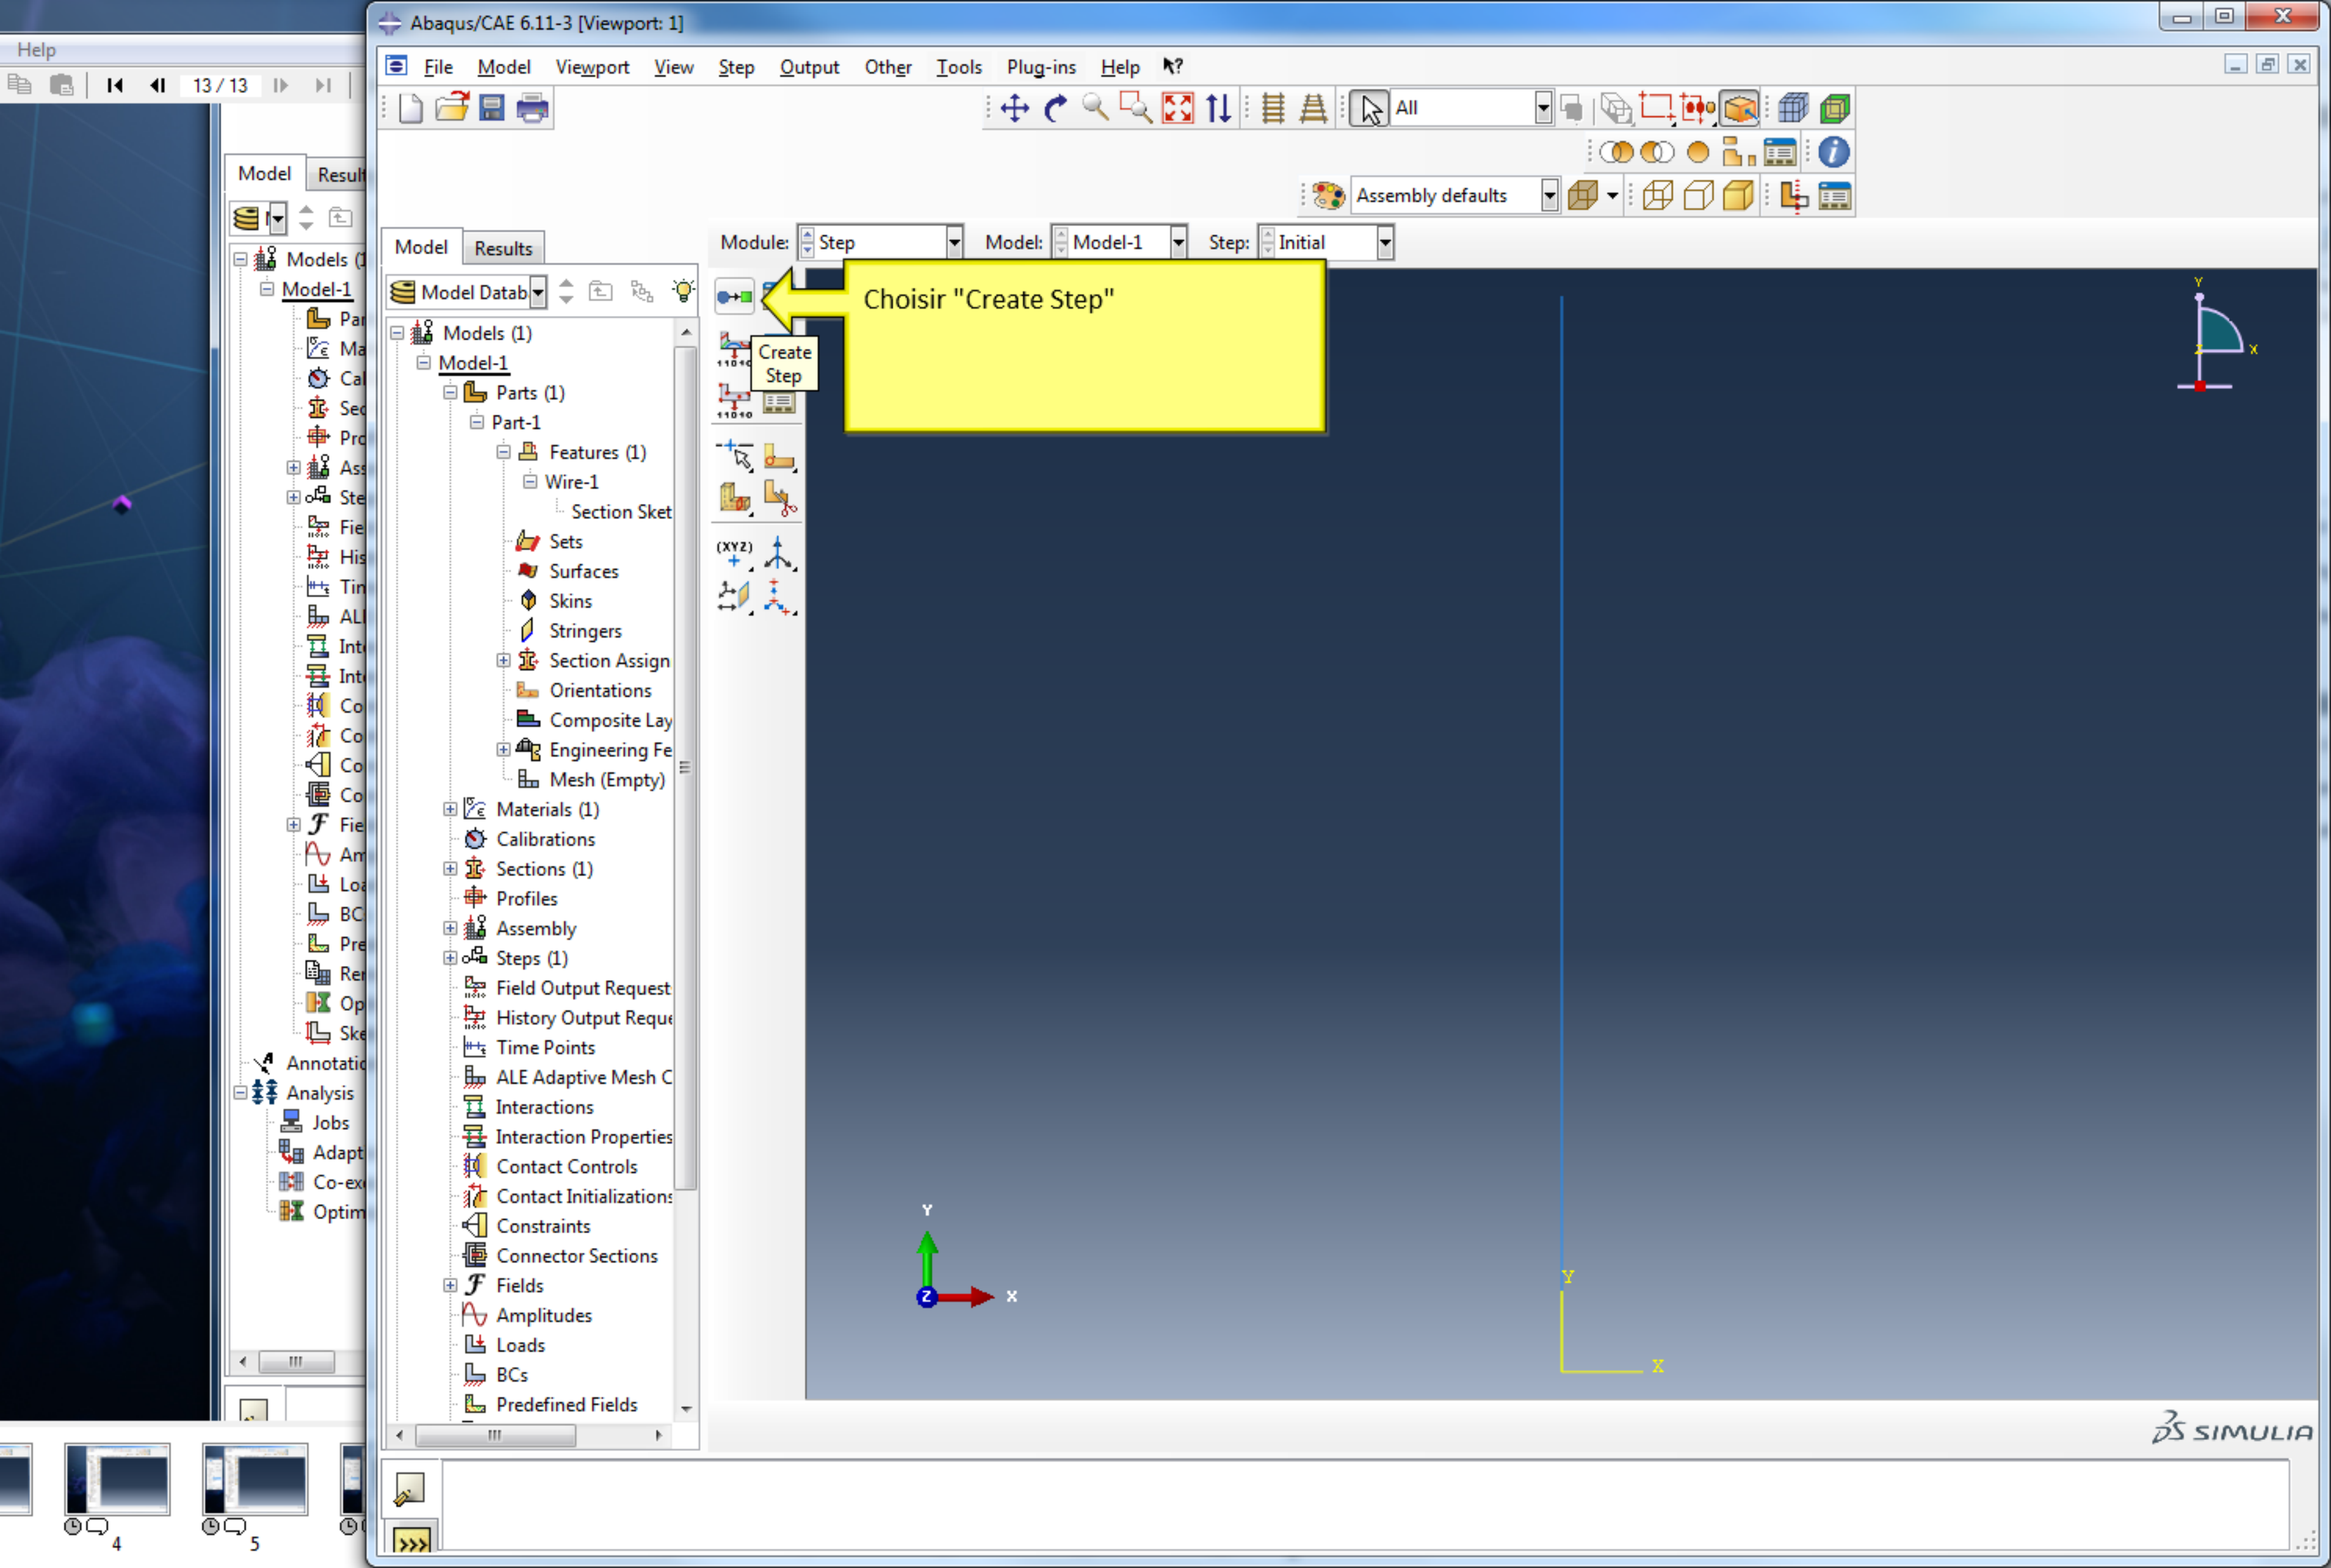 Abaqus/CAE 6.11-3 [Viewport: 1]
Help
File Model Viewport View Step Output Other Tools Plug-ins Help
13 / 13
All
Assembly defaults
Module: Step Model: Model-1 Step: Initial
Model Results
Model Datab
Models (1)
Model-1
Parts (1)
Part-1
Features (1)
Wire-1
Section Sket
Sets
Surfaces
Skins
Stringers
Section Assign
Orientations
Composite Lay
Engineering Fe
Mesh (Empty)
Materials (1)
Calibrations
Sections (1)
Profiles
Assembly
Steps (1)
Field Output Request
History Output Reque
Time Points
ALE Adaptive Mesh C
Interactions
Interaction Properties
Contact Controls
Contact Initializations
Constraints
Connector Sections
Fields
Amplitudes
Loads
BCs
Predefined Fields
Choisir "Create Step"
Create
Step
(XYZ)
Y
X
Z
Y
X
Z
Y
X
SIMULIA
>>>
Model Result
Models (1
Model-1
Par
Ma
Cal
Sec
Pro
Ass
Ste
Fie
His
Tin
ALI
Int
Int
Co
Co
Co
Co
Fie
Am
Loa
BC
Pre
Rer
Op
Ske
Annotatio
Analysis
Jobs
Adapt
Co-exe
Optim
4
5